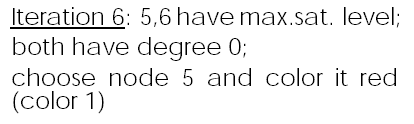 Iteration 6: 5,6 have max.sat. level;
both have degree 0;
choose node 5 and color it red
(color 1)